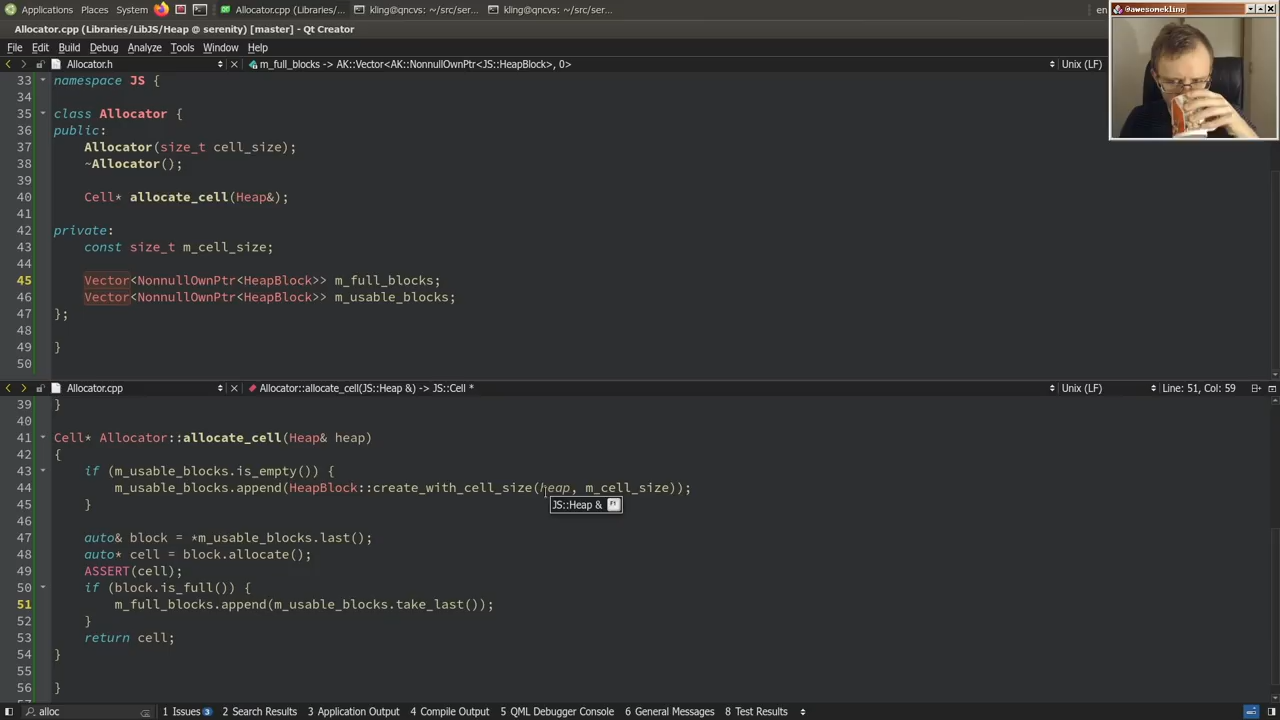 Applications Places System Allocator.cpp (Libraries/... kling@qncvs: ~/src/ser... kling@qncvs: ~/src/ser... en
@awesomekling
Allocator.cpp (Libraries/LibJS/Heap @ serenity) [master] - Qt Creator
File Edit Build Debug Analyze Tools Window Help
Allocator.h m_full_blocks -> AK::Vector<AK::NonnullOwnPtr<JS::HeapBlock>, 0> Unix (LF)
33 namespace JS {
34
35 class Allocator {
36 public:
37 Allocator(size_t cell_size);
38 ~Allocator();
39
40 Cell* allocate_cell(Heap&);
41
42 private:
43 const size_t m_cell_size;
44
45 Vector<NonnullOwnPtr<HeapBlock>> m_full_blocks;
46 Vector<NonnullOwnPtr<HeapBlock>> m_usable_blocks;
47 };
48
49 }
50
Allocator.cpp Allocator::allocate_cell(JS::Heap &) -> JS::Cell * Unix (LF) Line: 51, Col: 59
39 }
40
41 Cell* Allocator::allocate_cell(Heap& heap)
42 {
43 if (m_usable_blocks.is_empty()) {
44 m_usable_blocks.append(HeapBlock::create_with_cell_size(heap, m_cell_size));
45 }
JS::Heap & F1
46
47 auto& block = *m_usable_blocks.last();
48 auto* cell = block.allocate();
49 ASSERT(cell);
50 if (block.is_full()) {
51 m_full_blocks.append(m_usable_blocks.take_last());
52 }
53 return cell;
54 }
55
56 }
57
alloc 1 Issues 3 2 Search Results 3 Application Output 4 Compile Output 5 QML Debugger Console 6 General Messages 8 Test Results